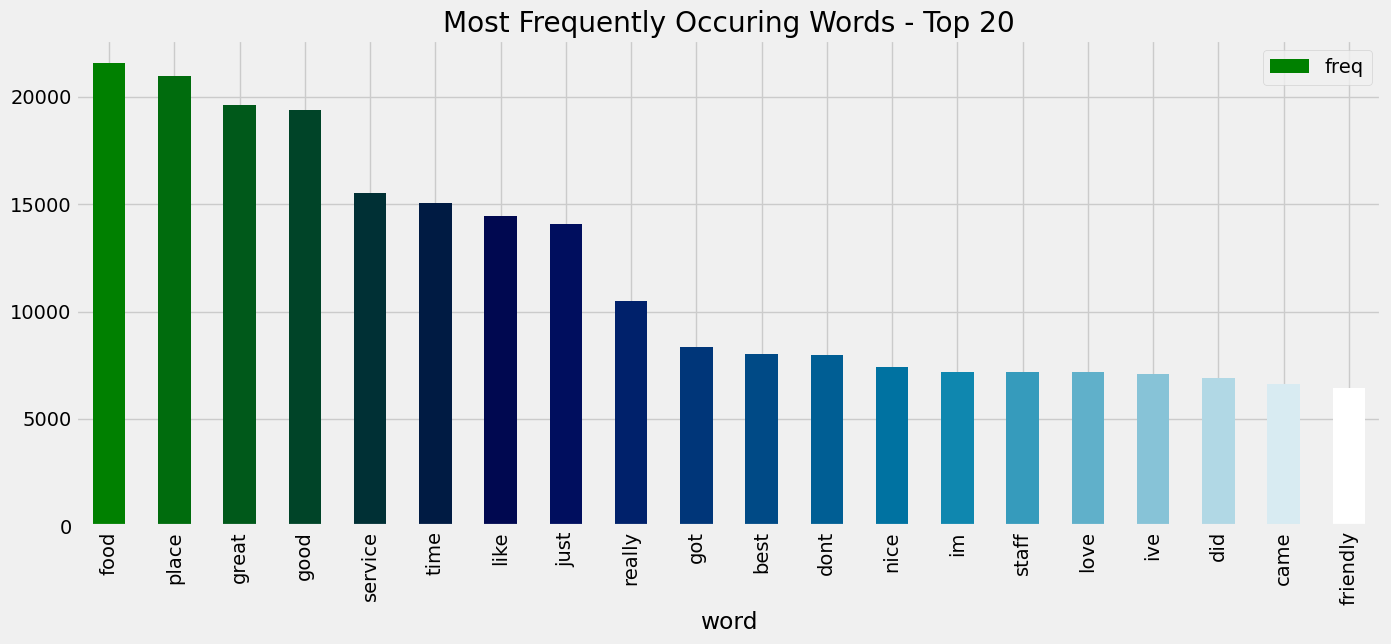 Most Frequently Occuring Words - Top 20
freq
20000
15000
10000
5000
0
food
place
great
good
service
time
like
just
really
got
best
dont
nice
im
staff
love
ive
did
came
friendly
word